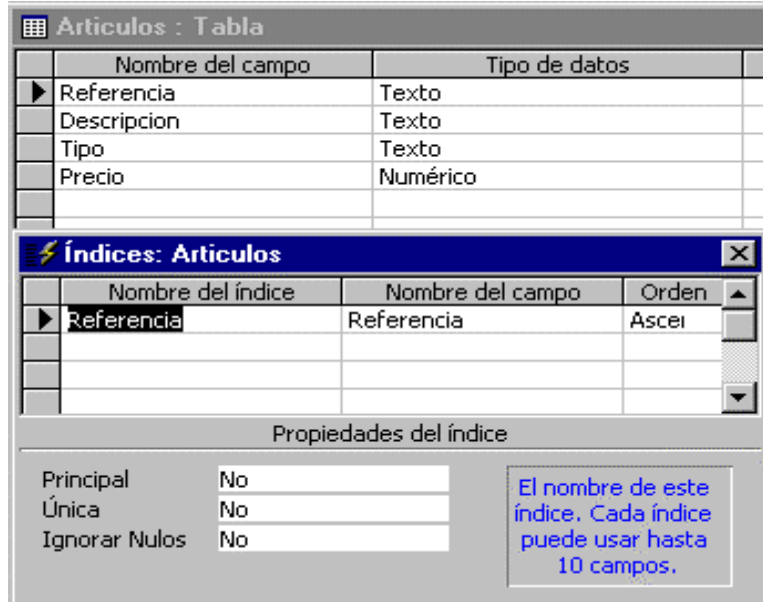 Articulos : Tabla
Nombre del campo Tipo de datos
Referencia Texto
Descripcion Texto
Tipo Texto
Precio Numérico
Índices: Articulos
Nombre del índice Nombre del campo Orden
Referencia Referencia Ascei
Propiedades del índice
Principal No
Única No
Ignorar Nulos No
El nombre de este
índice. Cada índice
puede usar hasta
10 campos.